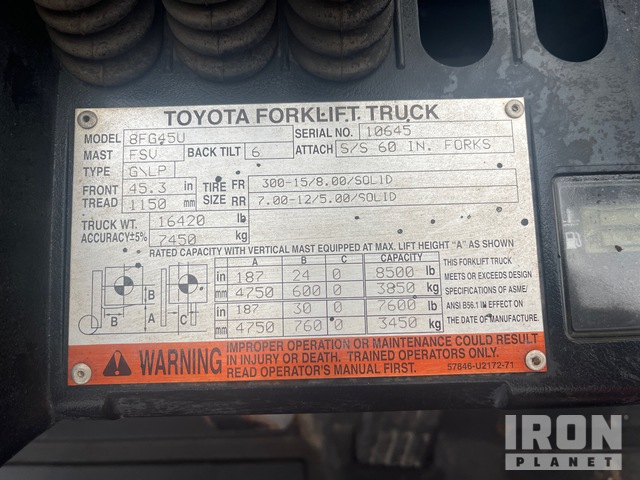 TOYOTA FORKLIFT TRUCK
MODEL 8FG45U SERIAL NO. 10645
MAST FSV BACK TILT 6 ATTACH S/S 60 IN. FORKS
TYPE G\LP
FRONT TREAD 45.3 in TIRE SIZE FR 300-15/8.00/SOLID
1150 mm RR 7.00-12/5.00/SOLID
TRUCK WT. 16420 lb
ACCURACY±5% 7450 kg
RATED CAPACITY WITH VERTICAL MAST EQUIPPED AT MAX. LIFT HEIGHT "A" AS SHOWN
A B C CAPACITY
in 187 24 0 8500 lb
mm 4750 600 0 3850 kg
in 187 30 0 7600 lb
mm 4750 760 0 3450 kg
B
B A
C
THIS FORKLIFT TRUCK
MEETS OR EXCEEDS DESIGN
SPECIFICATIONS OF ASME/
ANSI B56.1 IN EFFECT ON
THE DATE OF MANUFACTURE.
WARNING
IMPROPER OPERATION OR MAINTENANCE COULD RESULT
IN INJURY OR DEATH. TRAINED OPERATORS ONLY.
READ OPERATOR'S MANUAL FIRST. 57846-U2172-71
IRON
PLANET